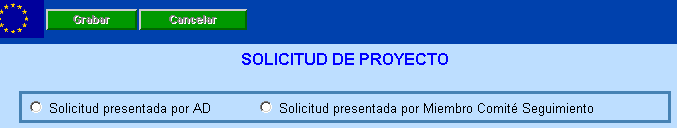 Grabar Cancelar
SOLICITUD DE PROYECTO
Solicitud presentada por AD Solicitud presentada por Miembro Comité Seguimiento